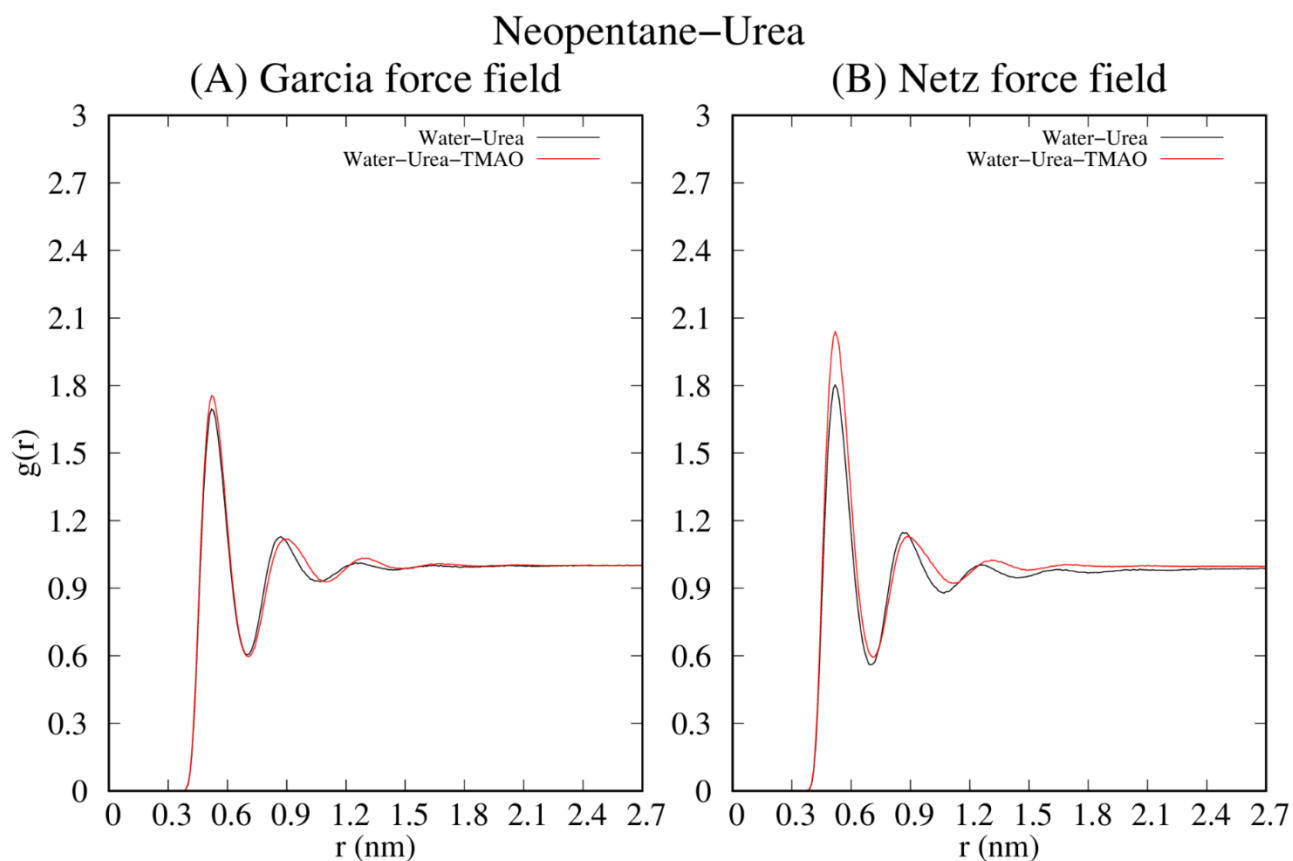 Neopentane–Urea
(A) Garcia force field
(B) Netz force field
3
2.7
2.4
2.1
1.8
1.5
1.2
0.9
0.6
0.3
0
g(r)
Water–Urea
Water–Urea–TMAO
0 0.3 0.6 0.9 1.2 1.5 1.8 2.1 2.4 2.7
r (nm)
3
2.7
2.4
2.1
1.8
1.5
1.2
0.9
0.6
0.3
0
Water–Urea
Water–Urea–TMAO
0 0.3 0.6 0.9 1.2 1.5 1.8 2.1 2.4 2.7
r (nm)